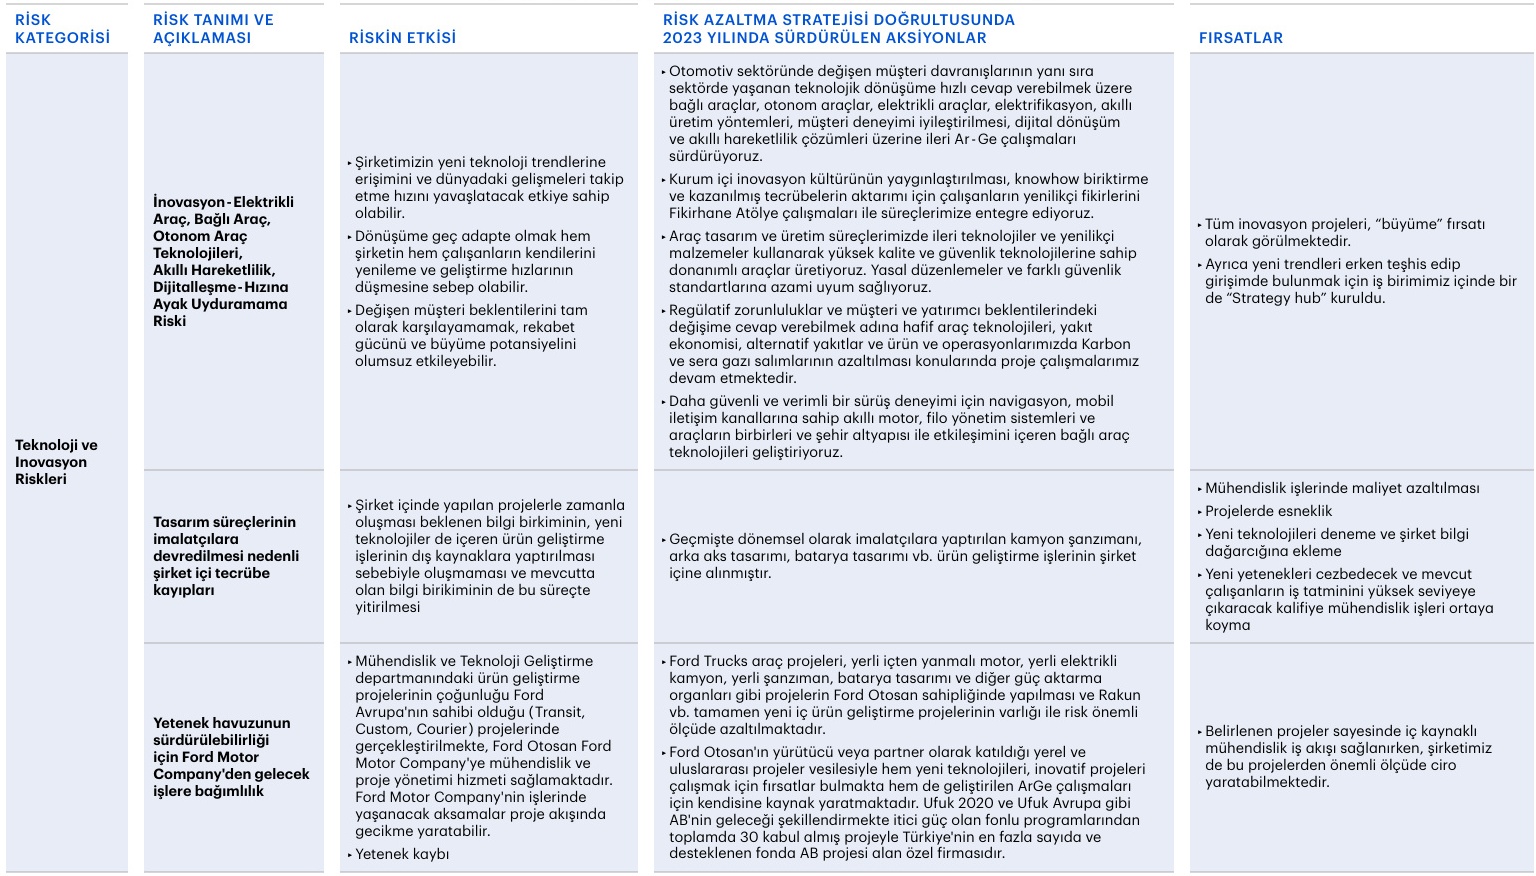 RİSK
KATEGORİSİ
RİSK TANIMI VE
AÇIKLAMASI
RİSKİN ETKİSİ
RİSK AZALTMA STRATEJİSİ DOĞRULTUSUNDA
2023 YILINDA SÜRDÜRÜLEN AKSİYONLAR
FIRSATLAR
Teknoloji ve
Inovasyon
Riskleri
İnovasyon-Elektrikli
Araç, Bağlı Araç,
Otonom Araç
Teknolojileri,
Akıllı Hareketlilik,
Dijitalleşme-Hızına
Ayak Uyduramama
Riski
‣ Şirketimizin yeni teknoloji trendlerine
erişimini ve dünyadaki gelişmeleri takip
etme hızını yavaşlatacak etkiye sahip
olabilir.
‣ Dönüşüme geç adapte olmak hem
şirketin hem çalışanların kendilerini
yenileme ve geliştirme hızlarının
düşmesine sebep olabilir.
‣ Değişen müşteri beklentilerini tam
olarak karşılayamamak, rekabet
gücünü ve büyüme potansiyelini
olumsuz etkileyebilir.
‣ Otomotiv sektöründe değişen müşteri davranışlarının yanı sıra
sektörde yaşanan teknolojik dönüşüme hızlı cevap verebilmek üzere
bağlı araçlar, otonom araçlar, elektrikli araçlar, elektrifikasyon, akıllı
üretim yöntemleri, müşteri deneyimi iyileştirilmesi, dijital dönüşüm
ve akıllı hareketlilik çözümleri üzerine ileri Ar-Ge çalışmaları
sürdürüyoruz.
‣ Kurum içi inovasyon kültürünün yaygınlaştırılması, knowhow biriktirme
ve kazanılmış tecrübelerin aktarımı için çalışanların yenilikçi fikirlerini
Fikirhane Atölye çalışmaları ile süreçlerimize entegre ediyoruz.
‣ Araç tasarım ve üretim süreçlerimizde ileri teknolojiler ve yenilikçi
malzemeler kullanarak yüksek kalite ve güvenlik teknolojilerine sahip
donanımlı araçlar üretiyoruz. Yasal düzenlemeler ve farklı güvenlik
standartlarına azami uyum sağlıyoruz.
‣ Regülatif zorunluluklar ve müşteri ve yatırımcı beklentilerindeki
değişime cevap verebilmek adına hafif araç teknolojileri, yakıt
ekonomisi, alternatif yakıtlar ve ürün ve operasyonlarımızda Karbon
ve sera gazı salımlarının azaltılması konularında proje çalışmalarımız
devam etmektedir.
‣ Daha güvenli ve verimli bir sürüş deneyimi için navigasyon, mobil
iletişim kanallarına sahip akıllı motor, filo yönetim sistemleri ve
araçların birbirleri ve şehir altyapısı ile etkileşimini içeren bağlı araç
teknolojileri geliştiriyoruz.
‣ Tüm inovasyon projeleri, “büyüme” fırsatı
olarak görülmektedir.
‣ Ayrıca yeni trendleri erken teşhis edip
girişimde bulunmak için iş birimimiz içinde bir
de “Strategy hub” kuruldu.
Tasarım süreçlerinin
imalatçılara
devredilmesi nedenli
şirket içi tecrübe
kayıpları
‣ Şirket içinde yapılan projelerle zamanla
oluşması beklenen bilgi birkiminin, yeni
teknolojiler de içeren ürün geliştirme
işlerinin dış kaynaklara yaptırılması
sebebiyle oluşmaması ve mevcutta
olan bilgi birikiminin de bu süreçte
yitirilmesi
‣ Geçmişte dönemsel olarak imalatçılara yaptırılan kamyon şanzımanı,
arka aks tasarımı, batarya tasarımı vb. ürün geliştirme işlerinin şirket
içine alınmıştır.
‣ Mühendislik işlerinde maliyet azaltılması
‣ Projelerde esneklik
‣ Yeni teknolojileri deneme ve şirket bilgi
dağarcığına ekleme
‣ Yeni yetenekleri cezbedecek ve mevcut
çalışanların iş tatminini yüksek seviyeye
çıkaracak kalifiye mühendislik işleri ortaya
koyma
Yetenek havuzunun
sürdürülebilirliği
için Ford Motor
Company'den gelecek
işlere bağımlılık
‣ Mühendislik ve Teknoloji Geliştirme
departmanındaki ürün geliştirme
projelerinin çoğunluğu Ford
Avrupa'nın sahibi olduğu (Transit,
Custom, Courier) projelerinde
gerçekleştirilmekte, Ford Otosan Ford
Motor Company'ye mühendislik ve
proje yönetimi hizmeti sağlamaktadır.
Ford Motor Company'nin işlerinde
yaşanacak aksamalar proje akışında
gecikme yaratabilir.
‣ Yetenek kaybı
‣ Ford Trucks araç projeleri, yerli içten yanmalı motor, yerli elektrikli
kamyon, yerli şanzıman, batarya tasarımı ve diğer güç aktarma
organları gibi projelerin Ford Otosan sahipliğinde yapılması ve Rakun
vb. tamamen yeni iç ürün geliştirme projelerinin varlığı ile risk önemli
ölçüde azaltılmaktadır.
‣ Ford Otosan'ın yürütücü veya partner olarak katıldığı yerel ve
uluslararası projeler vesilesiyle hem yeni teknolojileri, inovatif projeleri
çalışmak için fırsatlar bulmakta hem de geliştirilen ArGe çalışmaları
için kendisine kaynak yaratmaktadır. Ufuk 2020 ve Ufuk Avrupa gibi
AB'nin geleceği şekillendirmekte itici güç olan fonlu programlarından
toplamda 30 kabul almış projeyle Türkiye'nin en fazla sayıda ve
desteklenen fonda AB projesi alan özel firmasıdır.
‣ Belirlenen projeler sayesinde iç kaynaklı
mühendislik iş akışı sağlanırken, şirketimiz
de bu projelerden önemli ölçüde ciro
yaratabilmektedir.